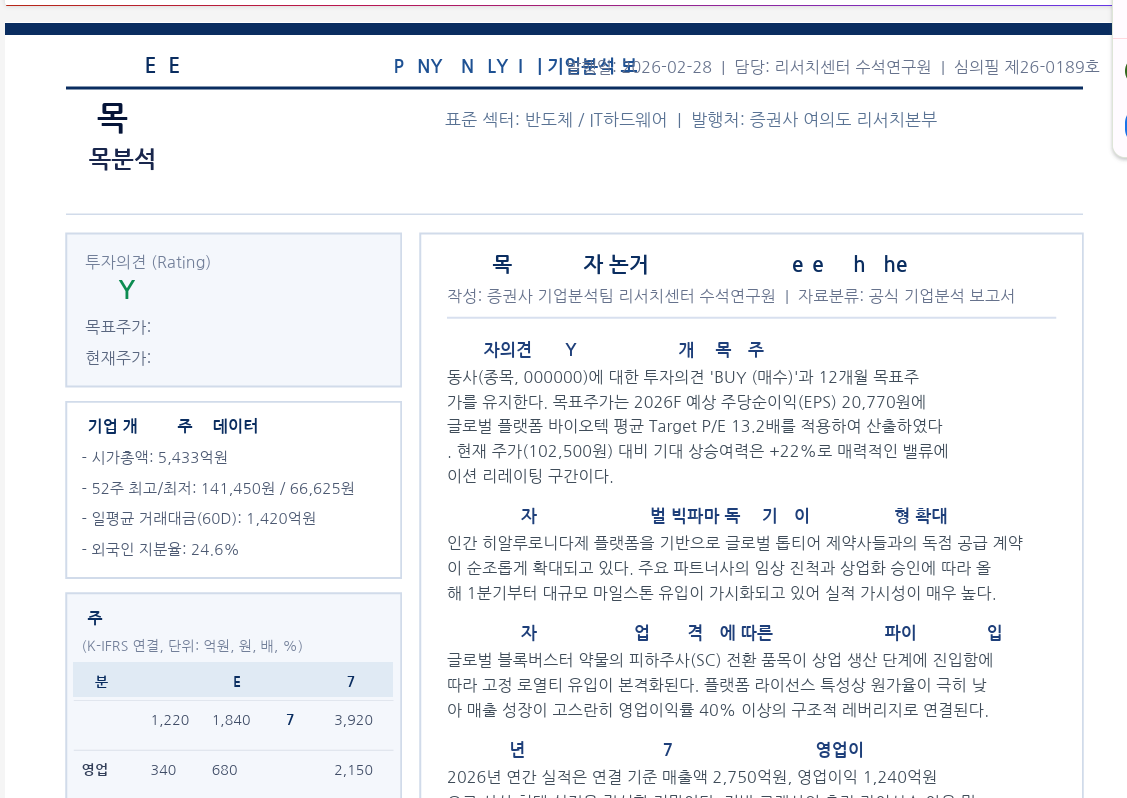 E E P NY N LY I | 기업분석 보
2026-02-28 | 담당: 리서치센터 수석연구원 | 심의필 제26-0189호
목
목분석
표준 섹터: 반도체 / IT하드웨어 | 발행처: 증권사 여의도 리서치본부
투자의견 (Rating)
Y
목표주가:
현재주가:
기업 개 주 데이터
- 시가총액: 5,433억원
- 52주 최고/최저: 141,450원 / 66,625원
- 일평균 거래대금(60D): 1,420억원
- 외국인 지분율: 24.6%
주
(K-IFRS 연결, 단위: 억원, 원, 배, %)
분 E 7
1,220 1,840 7 3,920
영업 340 680 2,150
목 자 논거 e e h he
작성: 증권사 기업분석팀 리서치센터 수석연구원 | 자료분류: 공식 기업분석 보고서
자의견 Y 개 목 주
동사(종목, 000000)에 대한 투자의견 'BUY (매수)'과 12개월 목표주
가를 유지한다. 목표주가는 2026F 예상 주당순이익(EPS) 20,770원에
글로벌 플랫폼 바이오텍 평균 Target P/E 13.2배를 적용하여 산출하였다
. 현재 주가(102,500원) 대비 기대 상승여력은 +22%로 매력적인 밸류에
이션 리레이팅 구간이다.
자 벌 빅파마 독 기 이 형 확대
인간 히알루로니다제 플랫폼을 기반으로 글로벌 톱티어 제약사들과의 독점 공급 계약
이 순조롭게 확대되고 있다. 주요 파트너사의 임상 진척과 상업화 승인에 따라 올
해 1분기부터 대규모 마일스톤 유입이 가시화되고 있어 실적 가시성이 매우 높다.
자 업 격 에 따른 파이 입
글로벌 블록버스터 약물의 피하주사(SC) 전환 품목이 상업 생산 단계에 진입함에
따라 고정 로열티 유입이 본격화된다. 플랫폼 라이선스 특성상 원가율이 극히 낮
아 매출 성장이 고스란히 영업이익률 40% 이상의 구조적 레버리지로 연결된다.
년 7 영업이
2026년 연간 실적은 연결 기준 매출액 2,750억원, 영업이익 1,240억원